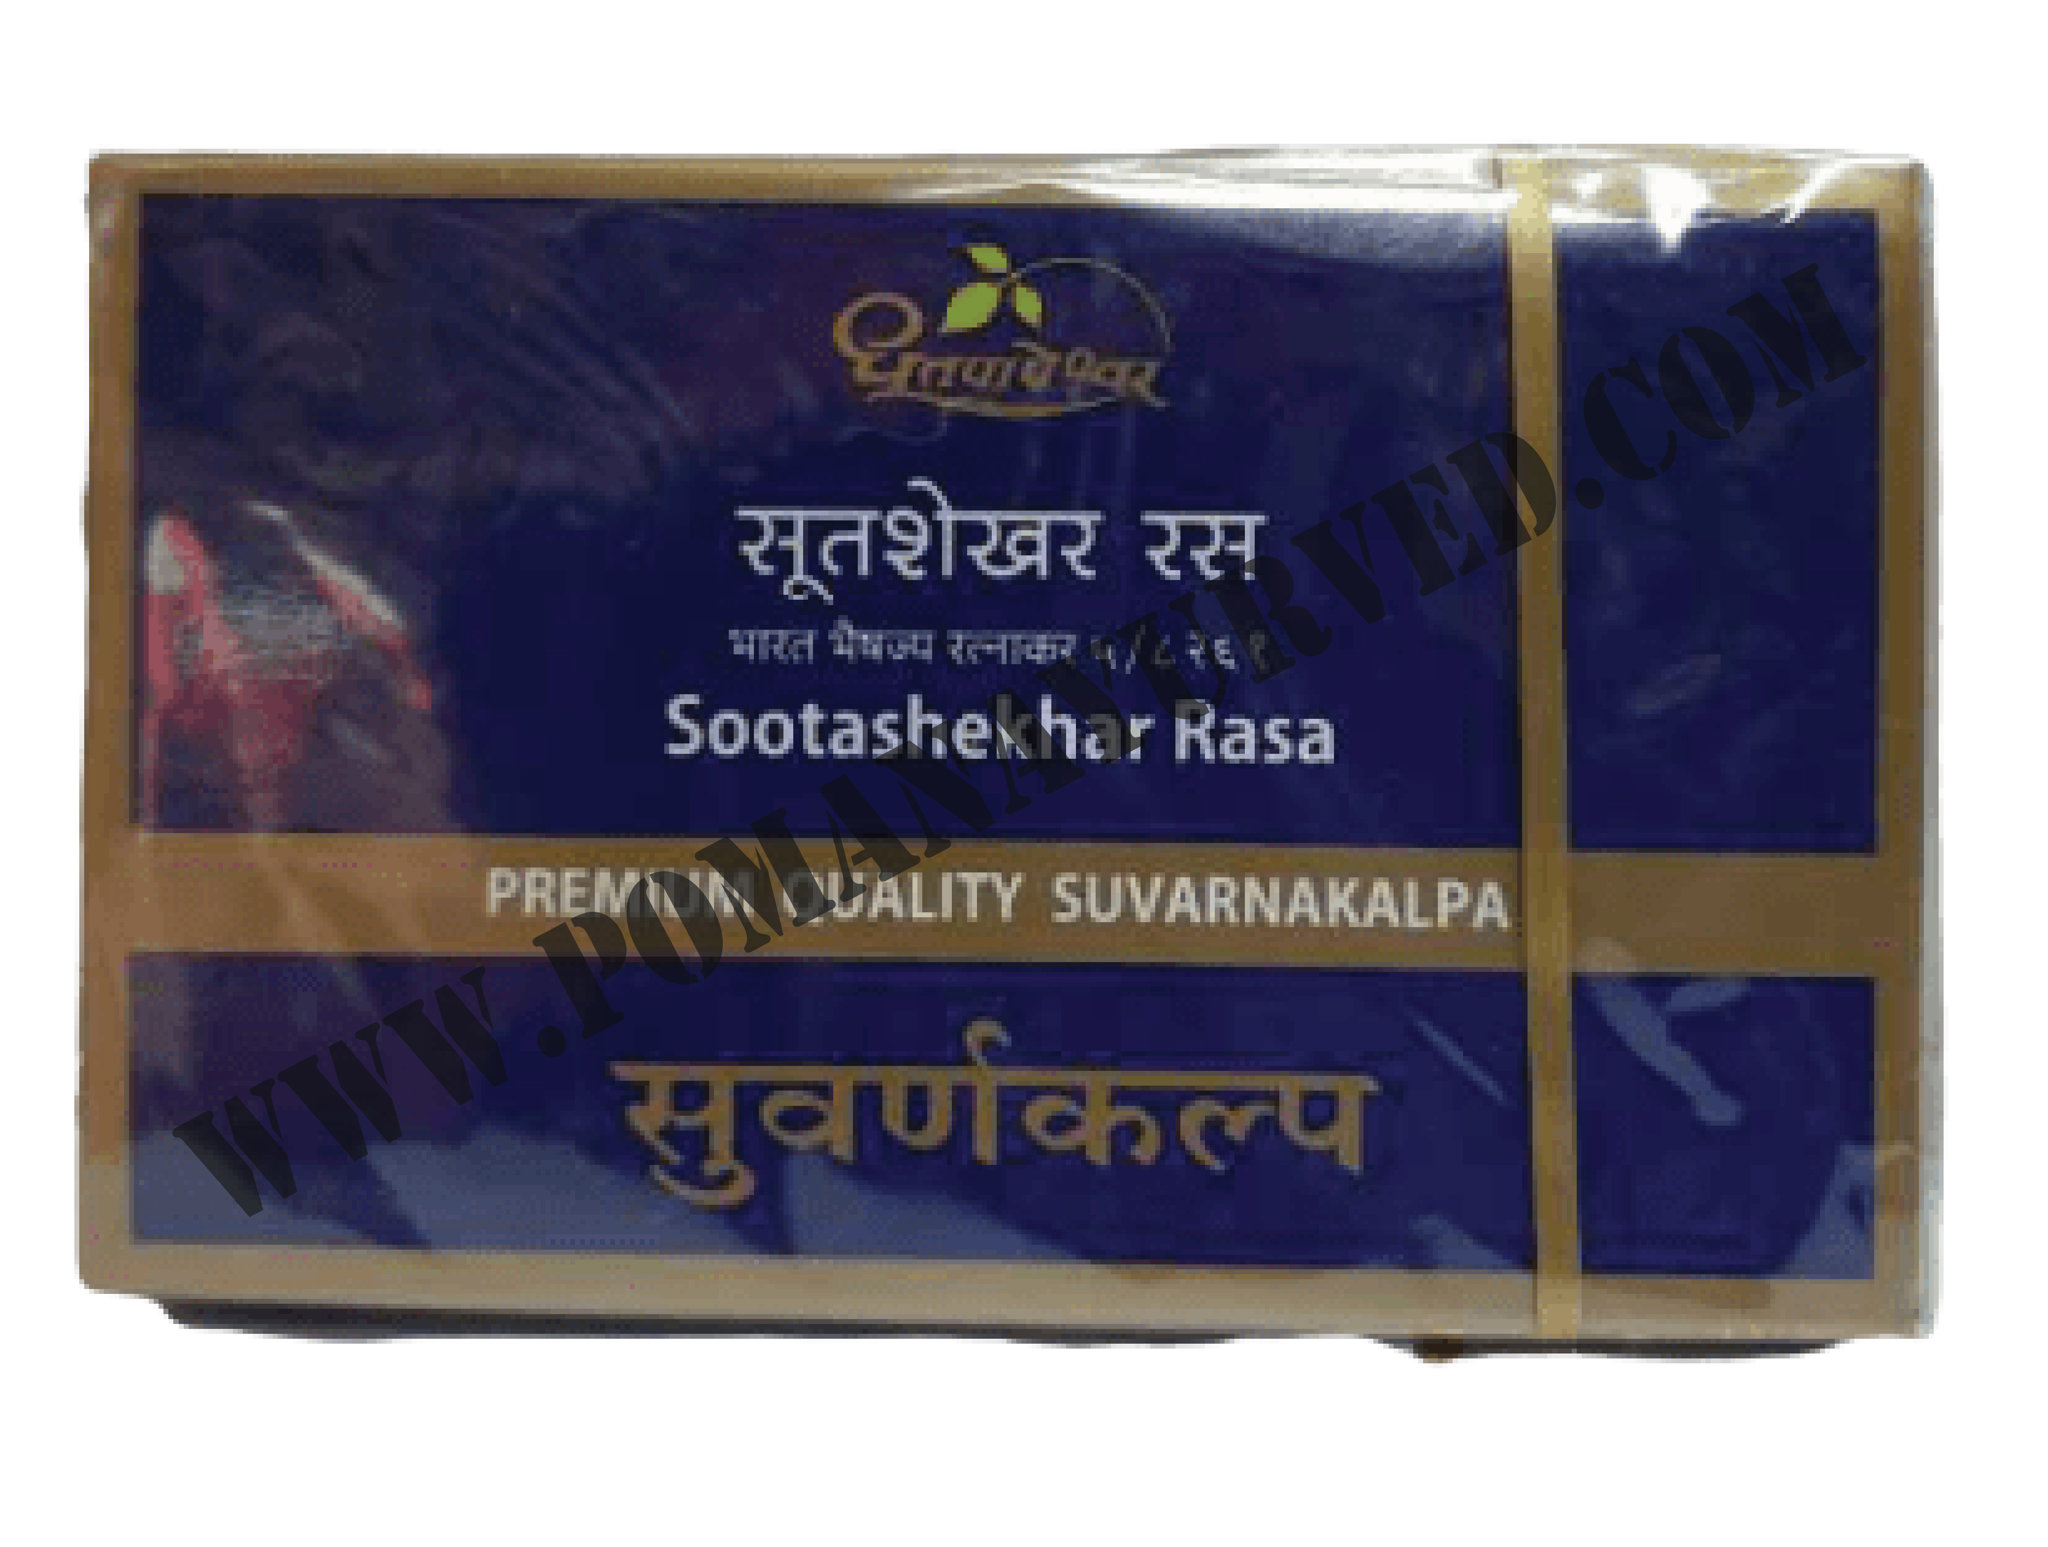 धूतपापेश्वर
सूतशेखर रस
भारत भैषज्य रत्नाकर ५/८२६१
Sootashekhar Rasa
PREMIUM QUALITY SUVARNAKALPA
सुवर्णकल्प
WWW.POMANAYURVED.COM